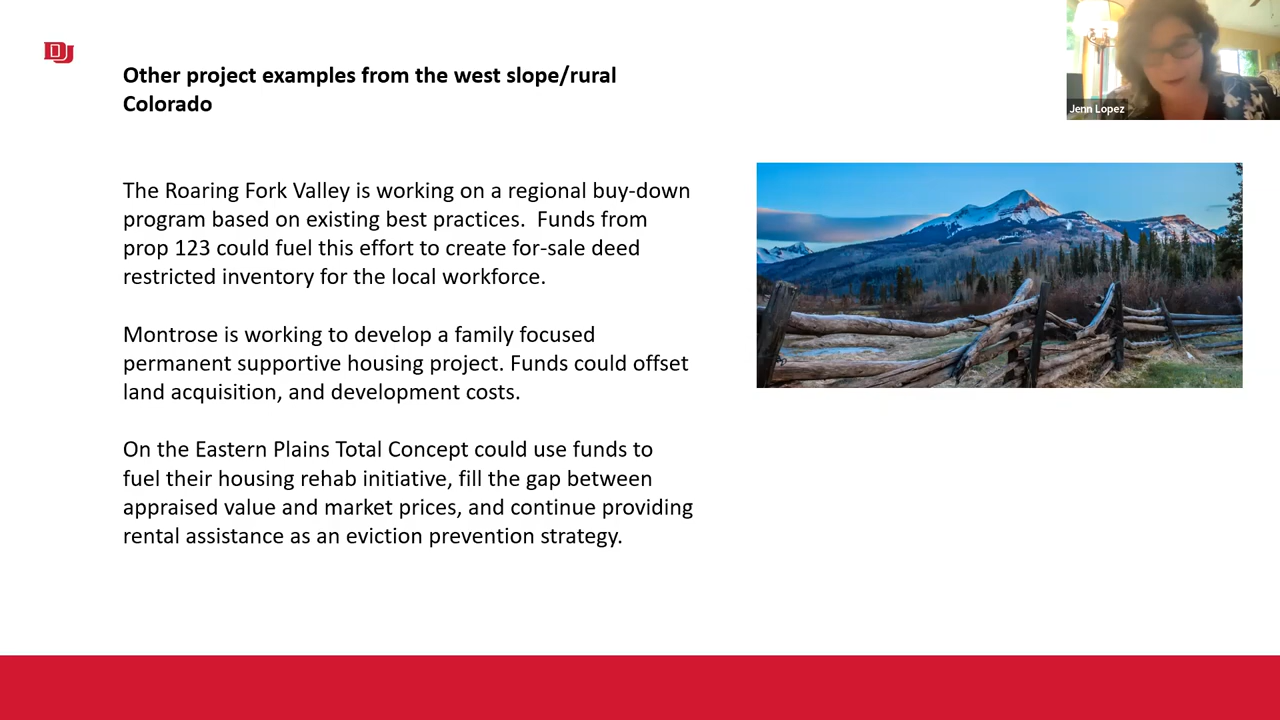 DU
Other project examples from the west slope/rural
Colorado
Jenn Lopez
The Roaring Fork Valley is working on a regional buy-down
program based on existing best practices.  Funds from
prop 123 could fuel this effort to create for-sale deed
restricted inventory for the local workforce.
Montrose is working to develop a family focused
permanent supportive housing project. Funds could offset
land acquisition, and development costs.
On the Eastern Plains Total Concept could use funds to
fuel their housing rehab initiative, fill the gap between
appraised value and market prices, and continue providing
rental assistance as an eviction prevention strategy.